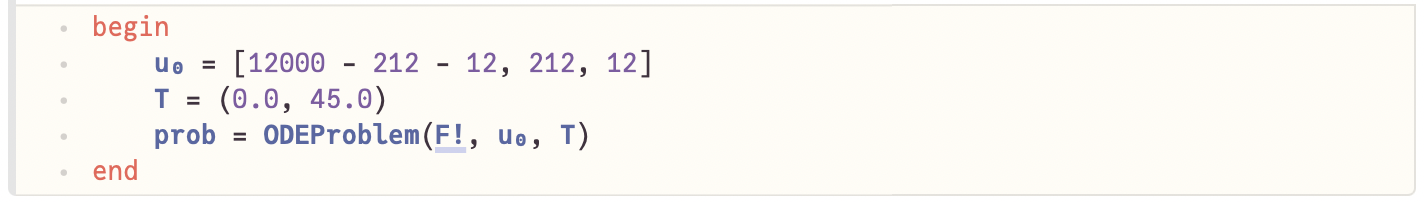 begin
    u₀ = [12000 - 212 - 12, 212, 12]
    T = (0.0, 45.0)
    prob = ODEProblem(F!, u₀, T)
end